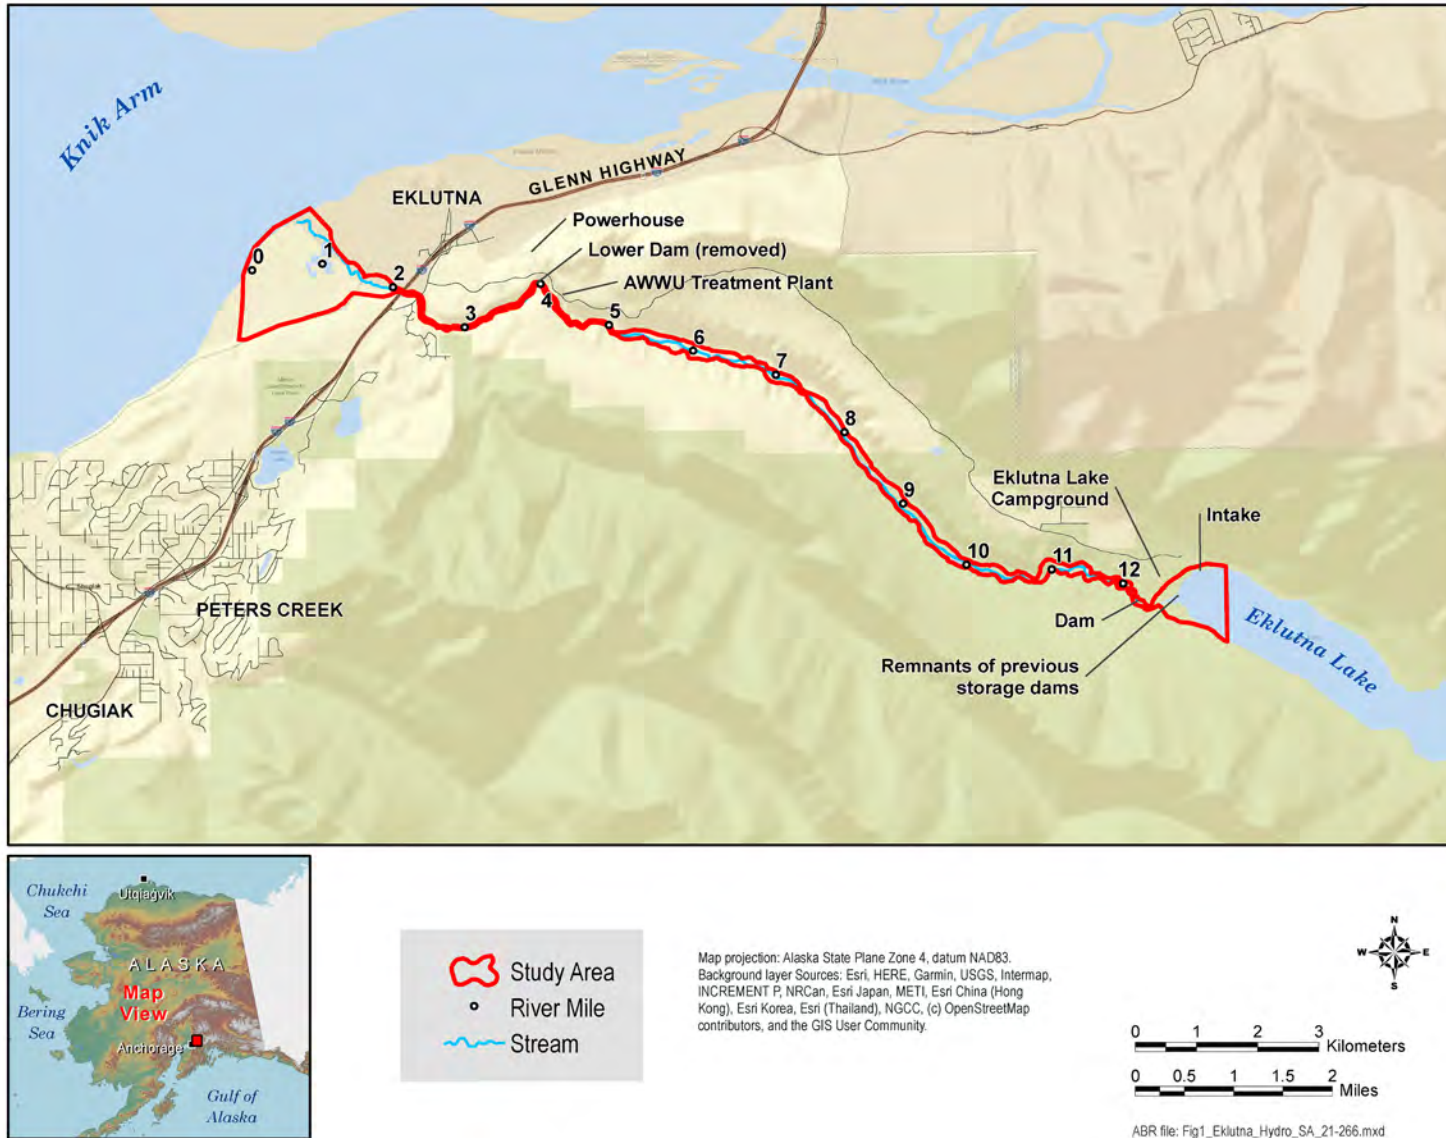 Knik Arm
EKLUTNA
GLENN HIGHWAY
Powerhouse
Lower Dam (removed)
AWWU Treatment Plant
0
1
2
3
4
5
6
7
8
9
10
11
12
Eklutna Lake
Campground
Intake
Dam
Remnants of previous
storage dams
Eklutna Lake
PETERS CREEK
CHUGIAK
Chukchi
Sea
Utqiaġvik
ALASKA
Map
View
Bering
Sea
Anchorage
Gulf of
Alaska
Study Area
River Mile
Stream
Map projection: Alaska State Plane Zone 4, datum NAD83.
Background layer Sources: Esri, HERE, Garmin, USGS, Intermap,
INCREMENT P, NRCan, Esri Japan, METI, Esri China (Hong
Kong), Esri Korea, Esri (Thailand), NGCC, (c) OpenStreetMap
contributors, and the GIS User Community.
N
W E
S
0 1 2 3
Kilometers
0 0.5 1 1.5 2
Miles
ABR file: Fig1_Eklutna_Hydro_SA_21-266.mxd